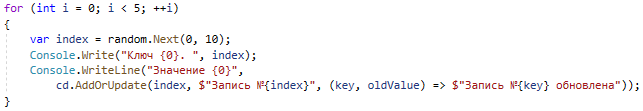 for (int i = 0; i < 5; ++i)
{
    var index = random.Next(0, 10);
    Console.Write("Ключ {0}. ", index);
    Console.WriteLine("Значение {0}",
        cd.AddOrUpdate(index, $"Запись №{index}", (key, oldValue) => $"Запись №{key} обновлена"));
}